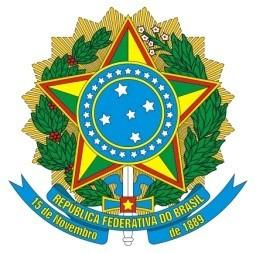 REPÚBLICA FEDERATIVA DO BRASIL
15 de Novembro
de 1889